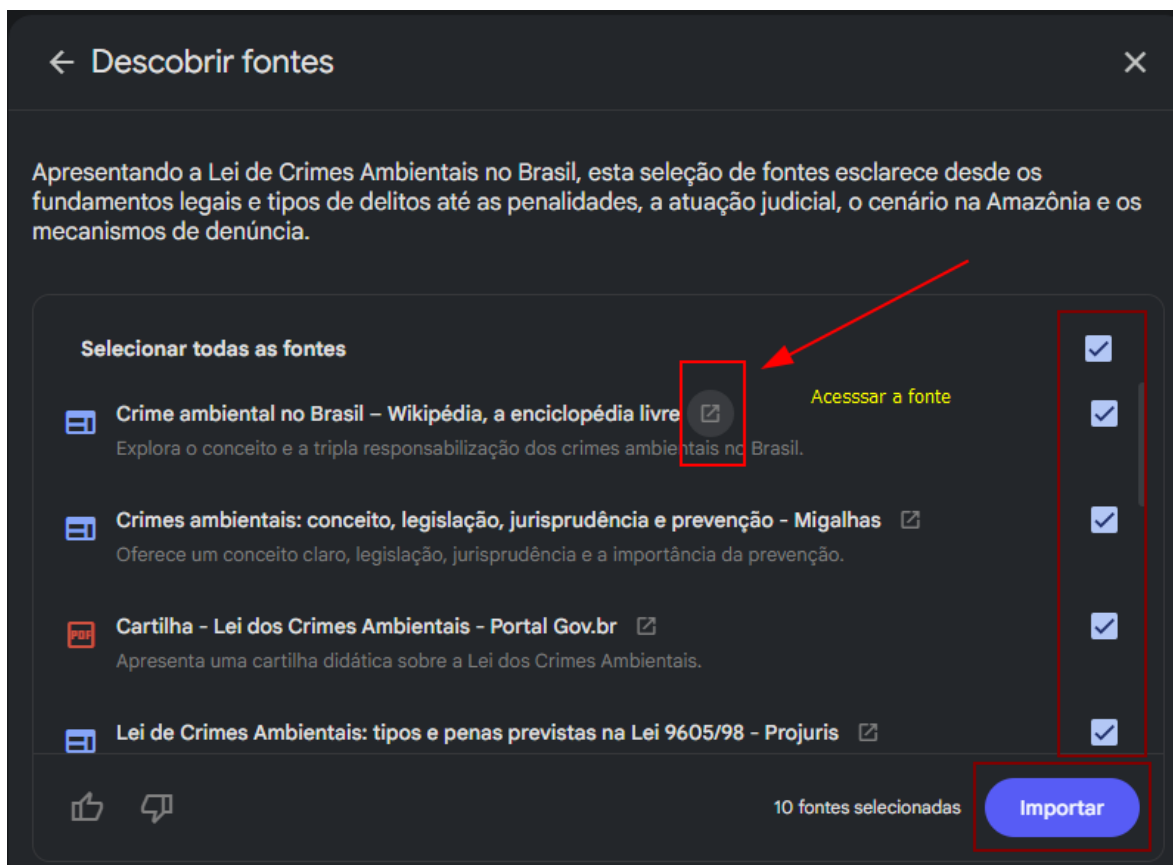 Descobrir fontes
Apresentando a Lei de Crimes Ambientais no Brasil, esta seleção de fontes esclarece desde os
fundamentos legais e tipos de delitos até as penalidades, a atuação judicial, o cenário na Amazônia e os
mecanismos de denúncia.
Selecionar todas as fontes
Crime ambiental no Brasil – Wikipédia, a enciclopédia livre
Acesssar a fonte
Explora o conceito e a tripla responsabilização dos crimes ambientais no Brasil.
Crimes ambientais: conceito, legislação, jurisprudência e prevenção - Migalhas
Oferece um conceito claro, legislação, jurisprudência e a importância da prevenção.
PDF
Cartilha - Lei dos Crimes Ambientais - Portal Gov.br
Apresenta uma cartilha didática sobre a Lei dos Crimes Ambientais.
Lei de Crimes Ambientais: tipos e penas previstas na Lei 9605/98 - Projuris
10 fontes selecionadas
Importar